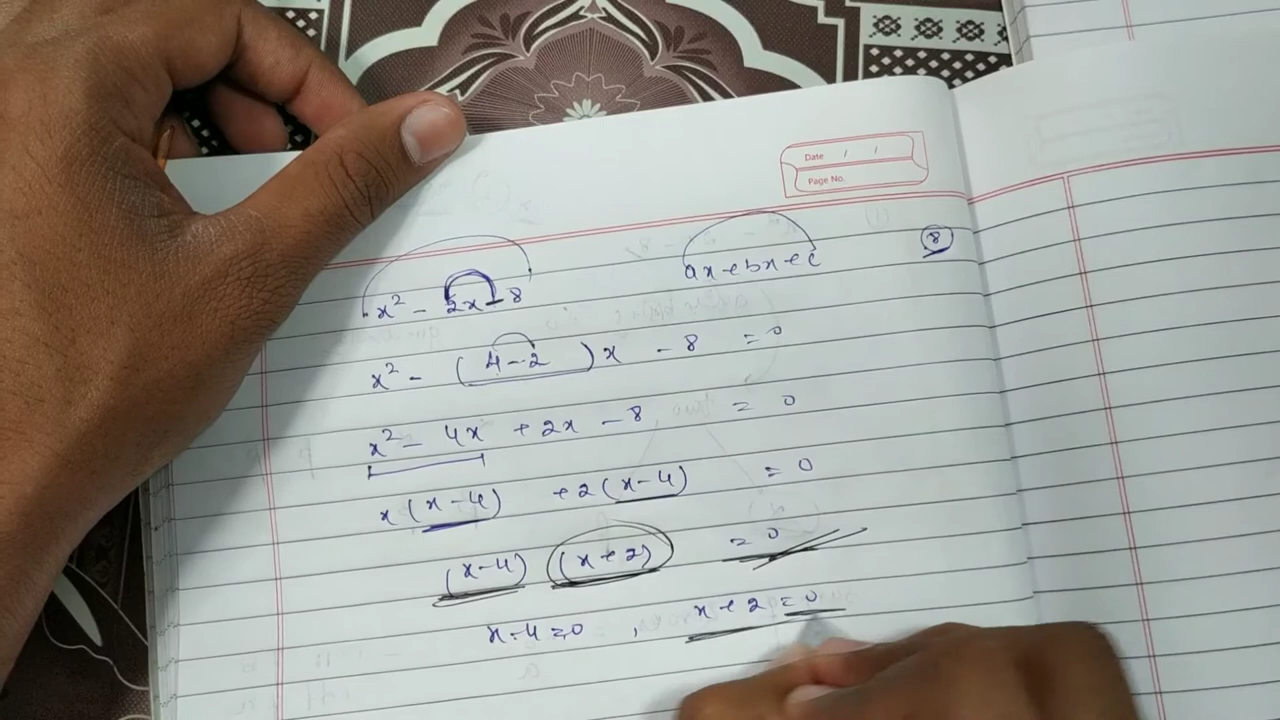 Date / /
Page No.
8
ax+bx+c
x² - 2x - 8
x² - (4-2)x - 8 = 0
x² - 4x + 2x - 8 = 0
x(x-4) +2(x-4) = 0
(x-4) (x+2) = 0
x-4=0 , x+2=0